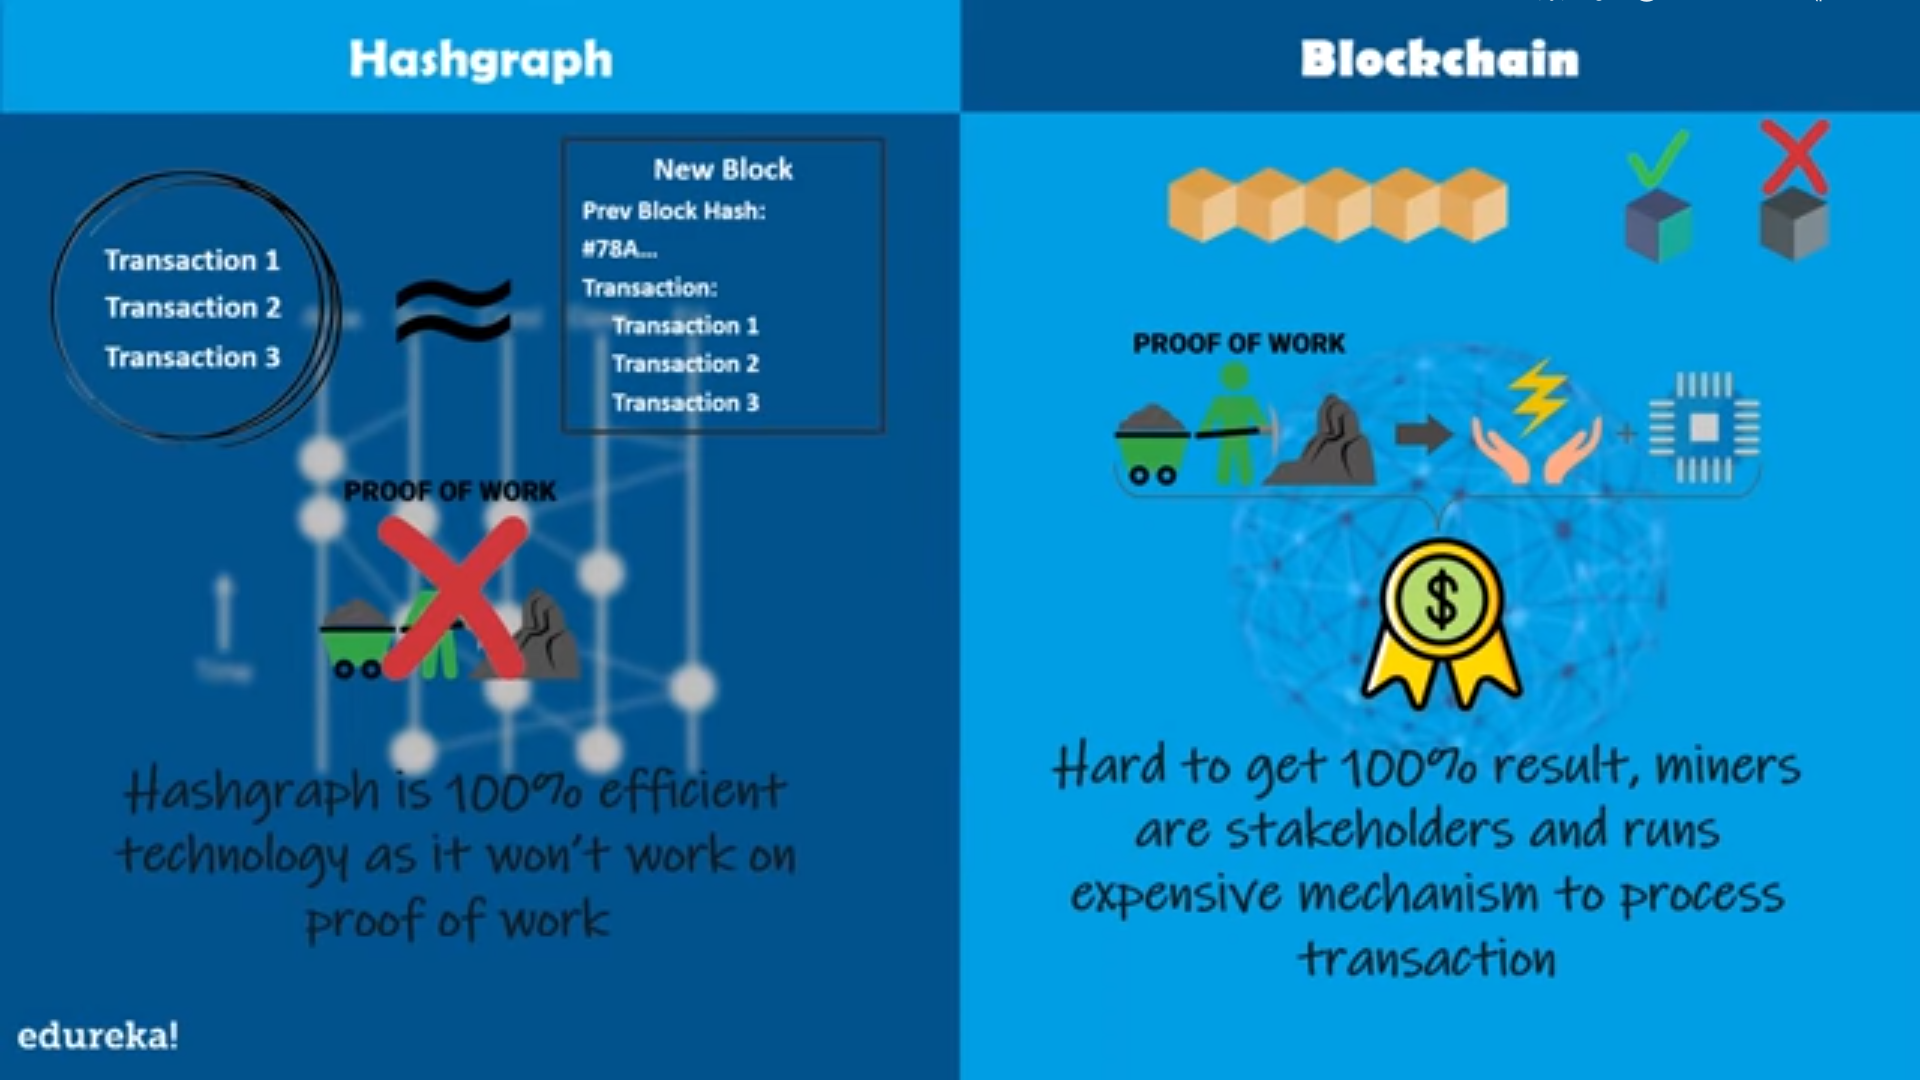 Hashgraph
Transaction 1
Transaction 2
Transaction 3
New Block
Prev Block Hash:
#78A...
Transaction:
Transaction 1
Transaction 2
Transaction 3
PROOF OF WORK
Time
Hashgraph is 100% efficient
technology as it won't work on
proof of work
edureka!
Blockchain
PROOF OF WORK
$
Hard to get 100% result, miners
are stakeholders and runs
expensive mechanism to process
transaction